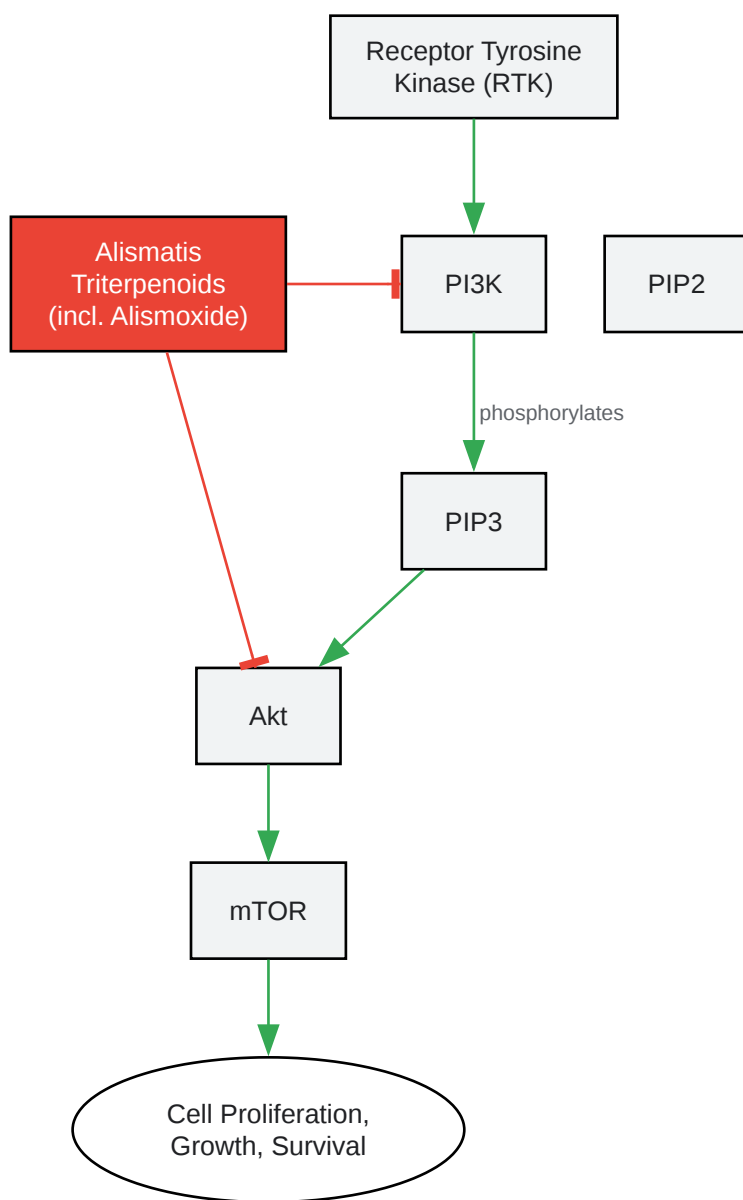 Receptor Tyrosine
Kinase (RTK)
Alismatis
Triterpenoids
(incl. Alismoxide)
PI3K
PIP2
phosphorylates
PIP3
Akt
mTOR
Cell Proliferation,
Growth, Survival